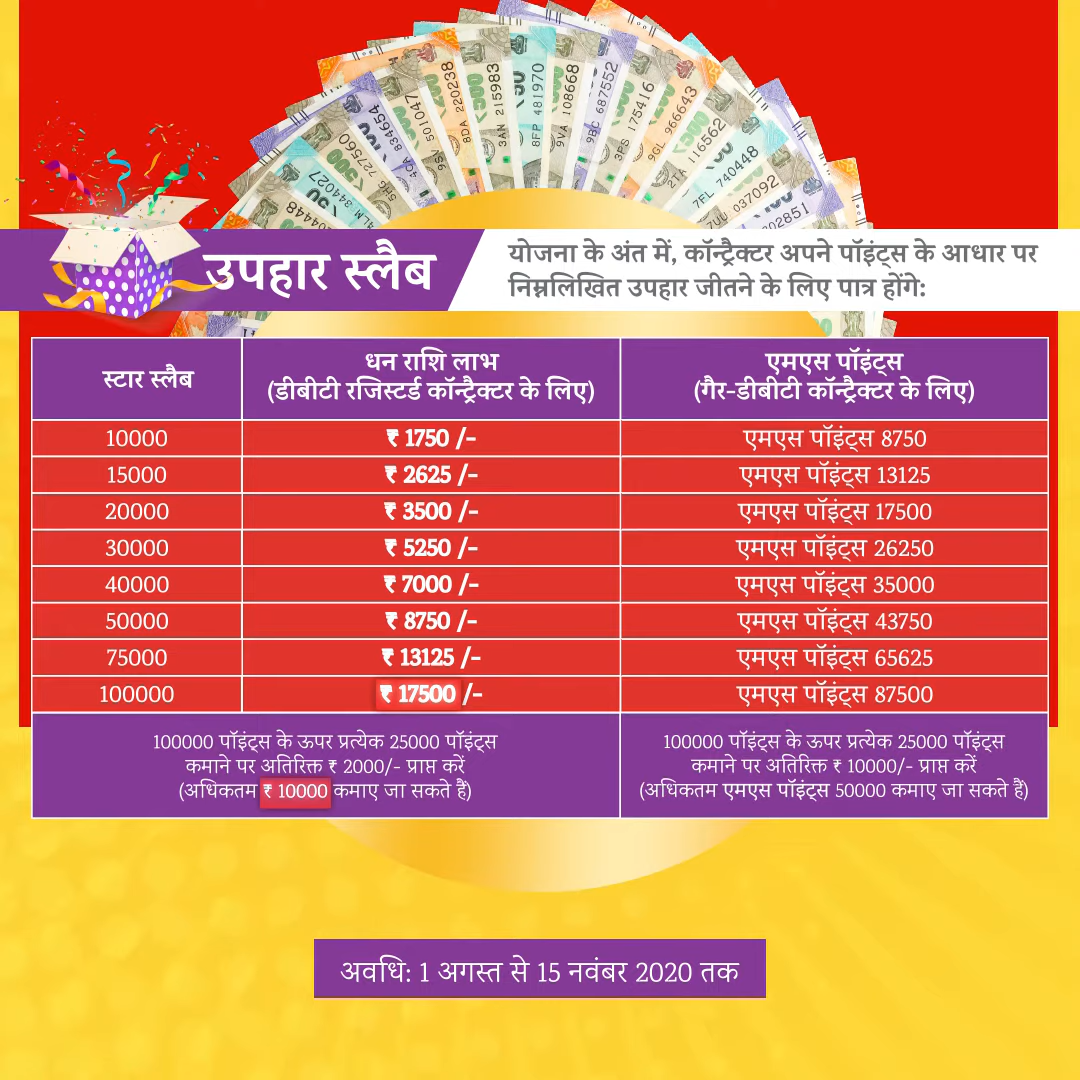 उपहार स्लैब
योजना के अंत में, कॉन्ट्रैक्टर अपने पॉइंट्स के आधार पर
निम्नलिखित उपहार जीतने के लिए पात्र होंगे:
स्टार स्लैब
धन राशि लाभ
(डीबीटी रजिस्टर्ड कॉन्ट्रैक्टर के लिए)
एमएस पॉइंट्स
(गैर-डीबीटी कॉन्ट्रैक्टर के लिए)
10000 ₹ 1750 /- एमएस पॉइंट्स 8750
15000 ₹ 2625 /- एमएस पॉइंट्स 13125
20000 ₹ 3500 /- एमएस पॉइंट्स 17500
30000 ₹ 5250 /- एमएस पॉइंट्स 26250
40000 ₹ 7000 /- एमएस पॉइंट्स 35000
50000 ₹ 8750 /- एमएस पॉइंट्स 43750
75000 ₹ 13125 /- एमएस पॉइंट्स 65625
100000 ₹ 17500 /- एमएस पॉइंट्स 87500
100000 पॉइंट्स के ऊपर प्रत्येक 25000 पॉइंट्स
कमाने पर अतिरिक्त ₹ 2000/- प्राप्त करें
(अधिकतम ₹ 10000 कमाए जा सकते हैं)
100000 पॉइंट्स के ऊपर प्रत्येक 25000 पॉइंट्स
कमाने पर अतिरिक्त ₹ 10000/- प्राप्त करें
(अधिकतम एमएस पॉइंट्स 50000 कमाए जा सकते हैं)
अवधि: 1 अगस्त से 15 नवंबर 2020 तक